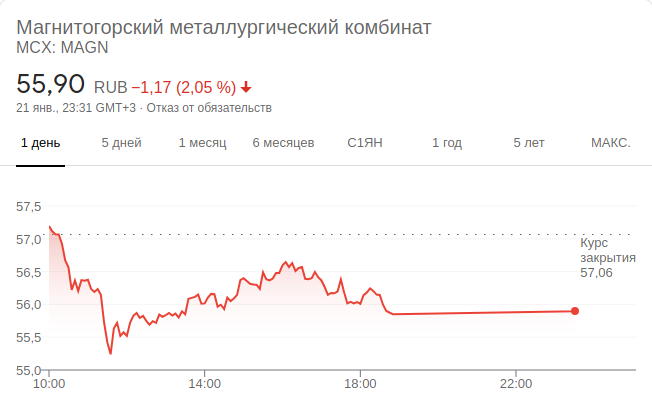 Магнитогорский металлургический комбинат
MCX: MAGN
55,90 RUB −1,17 (2,05 %)
21 янв., 23:31 GMT+3 · Отказ от обязательств
1 день 5 дней 1 месяц 6 месяцев С1ЯН 1 год 5 лет МАКС.
57,5
57,0
56,5
56,0
55,5
55,0
Курс
закрытия
57,06
10:00 14:00 18:00 22:00